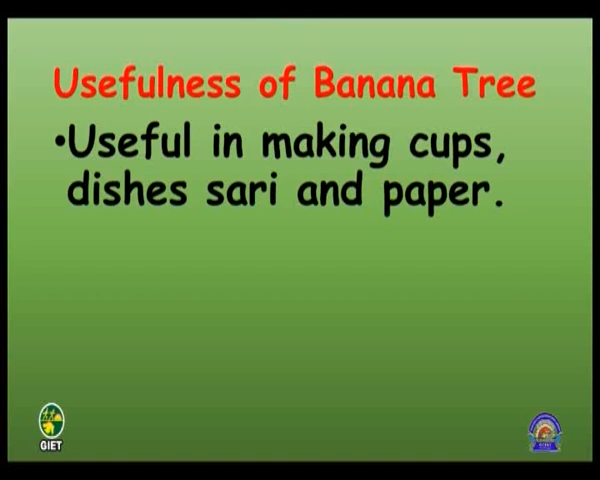 Usefulness of Banana Tree
•Useful in making cups,
dishes sari and paper.
GIET